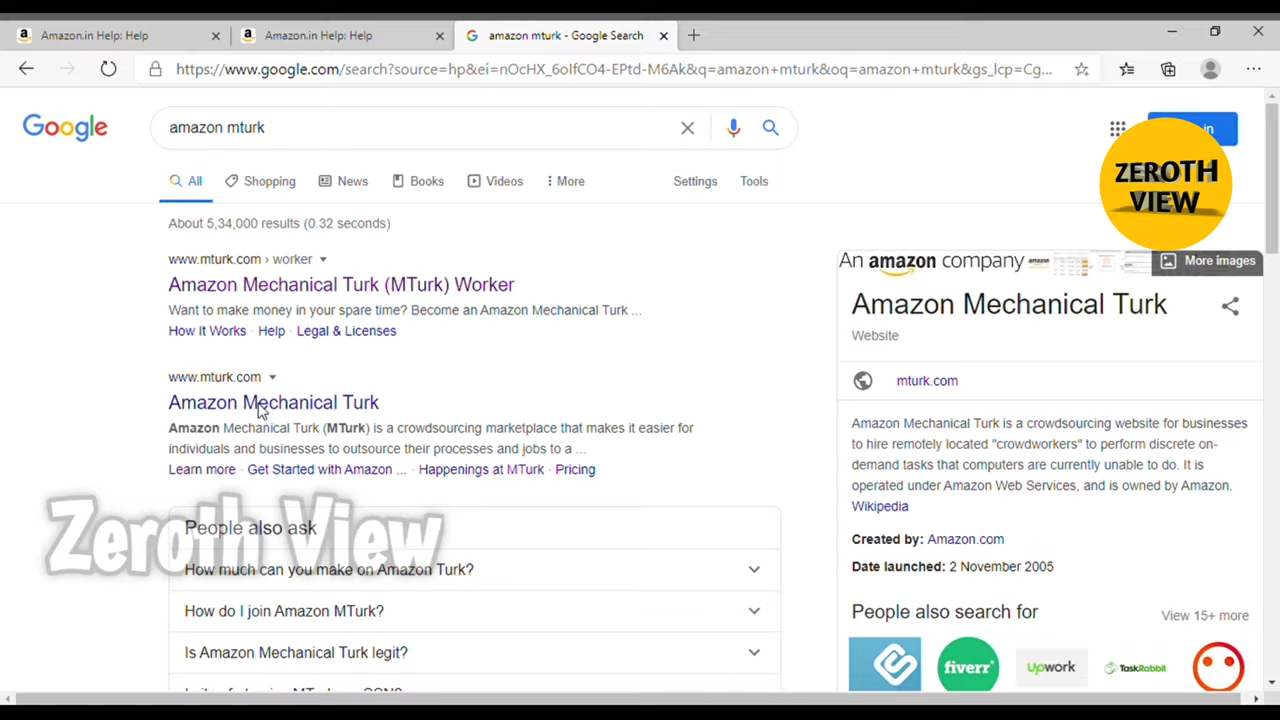 Amazon.in Help: Help
Amazon.in Help: Help
amazon mturk - Google Search
https://www.google.com/search?source=hp&ei=nOcHX_6oIfCO4-EPtd-M6Ak&q=amazon+mturk&oq=amazon+mturk&gs_lcp=Cg...
Google
amazon mturk
in
ZEROTH
VIEW
All
Shopping
News
Books
Videos
More
Settings
Tools
About 5,34,000 results (0.32 seconds)
www.mturk.com › worker
Amazon Mechanical Turk (MTurk) Worker
Want to make money in your spare time? Become an Amazon Mechanical Turk ...
How It Works · Help · Legal & Licenses
www.mturk.com
Amazon Mechanical Turk
Amazon Mechanical Turk (MTurk) is a crowdsourcing marketplace that makes it easier for
individuals and businesses to outsource their processes and jobs to a ...
Learn more · Get Started with Amazon ... · Happenings at MTurk · Pricing
Zeroth View
People also ask
How much can you make on Amazon Turk?
How do I join Amazon MTurk?
Is Amazon Mechanical Turk legit?
An amazon company
More images
Amazon Mechanical Turk
Website
mturk.com
Amazon Mechanical Turk is a crowdsourcing website for businesses
to hire remotely located "crowdworkers" to perform discrete on-
demand tasks that computers are currently unable to do. It is
operated under Amazon Web Services, and is owned by Amazon.
Wikipedia
Created by: Amazon.com
Date launched: 2 November 2005
People also search for
View 15+ more
fiverr
upwork
TaskRabbit